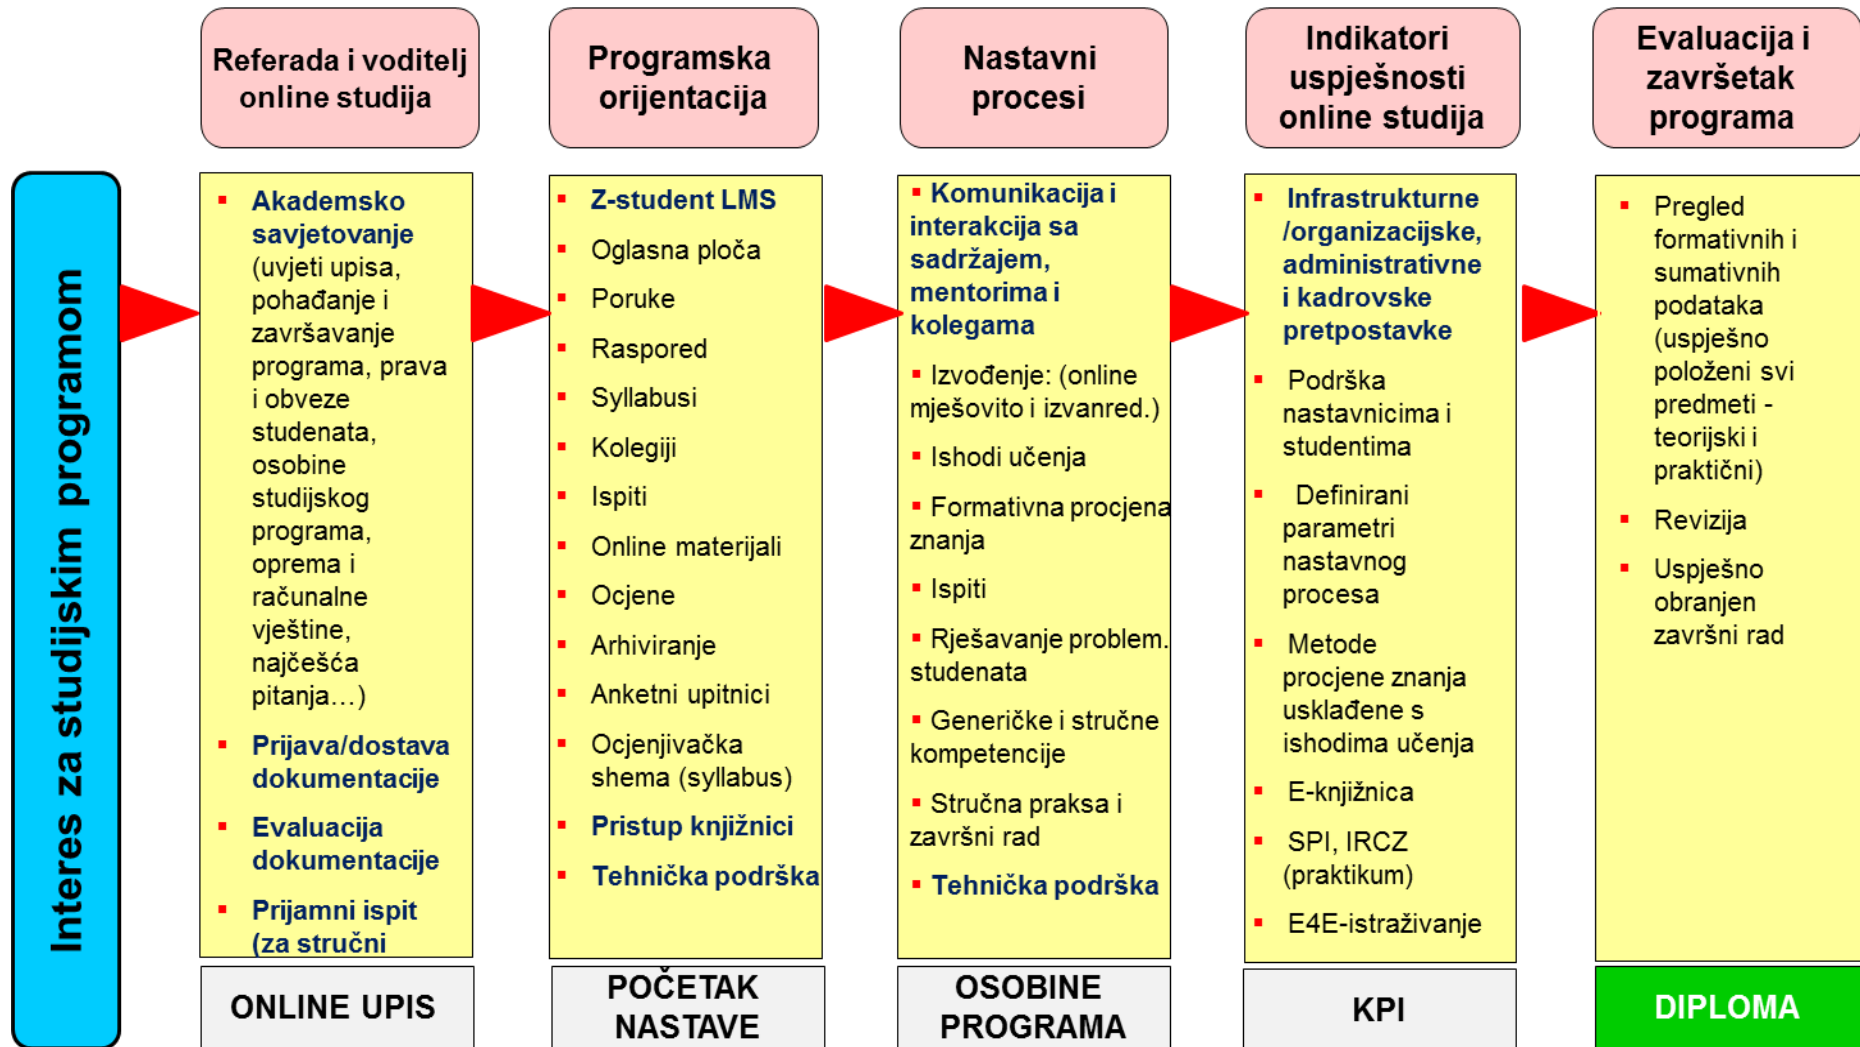 Interes za studijskim programom
Referada i voditelj
online studija
Akademsko
savjetovanje
(uvjeti upisa,
pohađanje i
završavanje
programa, prava
i obveze
studenata,
osobine
studijskog
programa,
oprema i
računalne
vještine,
najčešća
pitanja…)
Prijava/dostava
dokumentacije
Evaluacija
dokumentacije
Prijamni ispit
(za stručni
ONLINE UPIS
Programska
orijentacija
Z-student LMS
Oglasna ploča
Poruke
Raspored
Syllabusi
Kolegiji
Ispiti
Online materijali
Ocjene
Arhiviranje
Anketni upitnici
Ocjenjivačka
shema (syllabus)
Pristup knjižnici
Tehnička podrška
POČETAK
NASTAVE
Nastavni
procesi
Komunikacija i
interakcija sa
sadržajem,
mentorima i
kolegama
Izvođenje: (online
mješovito i izvanred.)
Ishodi učenja
Formativna procjena
znanja
Ispiti
Rješavanje problem.
studenata
Generičke i stručne
kompetencije
Stručna praksa i
završni rad
Tehnička podrška
OSOBINE
PROGRAMA
Indikatori
uspješnosti
online studija
Infrastrukturne
/organizacijske,
administrativne
i kadrovske
pretpostavke
Podrška
nastavnicima i
studentima
Definirani
parametri
nastavnog
procesa
Metode
procjene znanja
usklađene s
ishodima učenja
E-knjižnica
SPI, IRCZ
(praktikum)
E4E-istraživanje
KPI
Evaluacija i
završetak
programa
Pregled
formativnih i
sumativnih
podataka
(uspješno
položeni svi
predmeti -
teorijski i
praktični)
Revizija
Uspješno
obranjen
završni rad
DIPLOMA